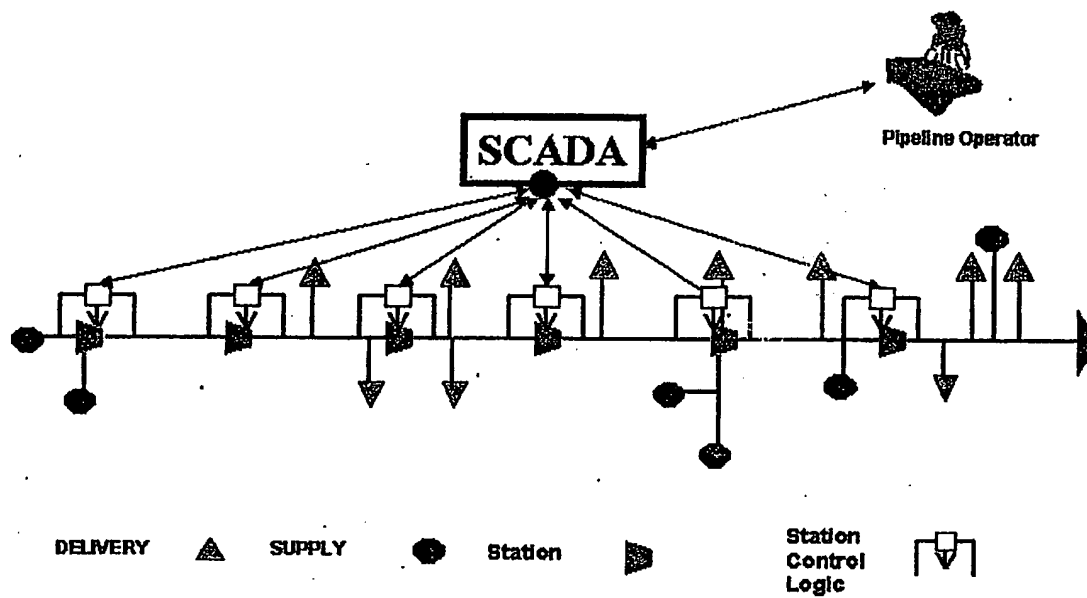 SCADA
Pipeline Operator
DELIVERY
SUPPLY
Station
Station
Control
Logic